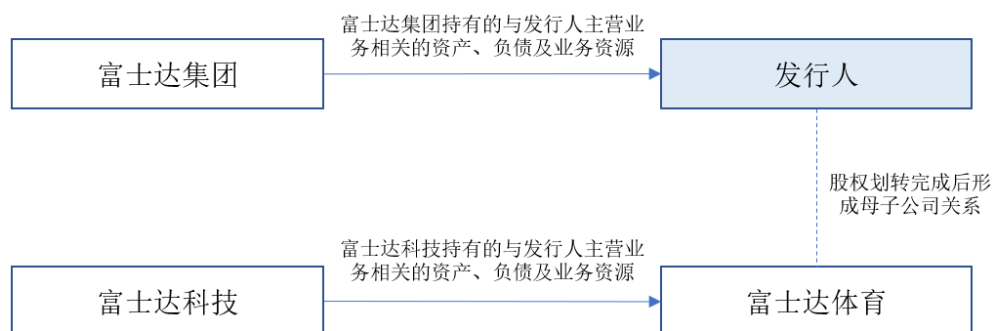 富士达集团持有的与发行人主营业
务相关的资产、负债及业务资源
富士达集团
发行人
股权划转完成后形
成母子公司关系
富士达科技持有的与发行人主营业
务相关的资产、负债及业务资源
富士达科技
富士达体育